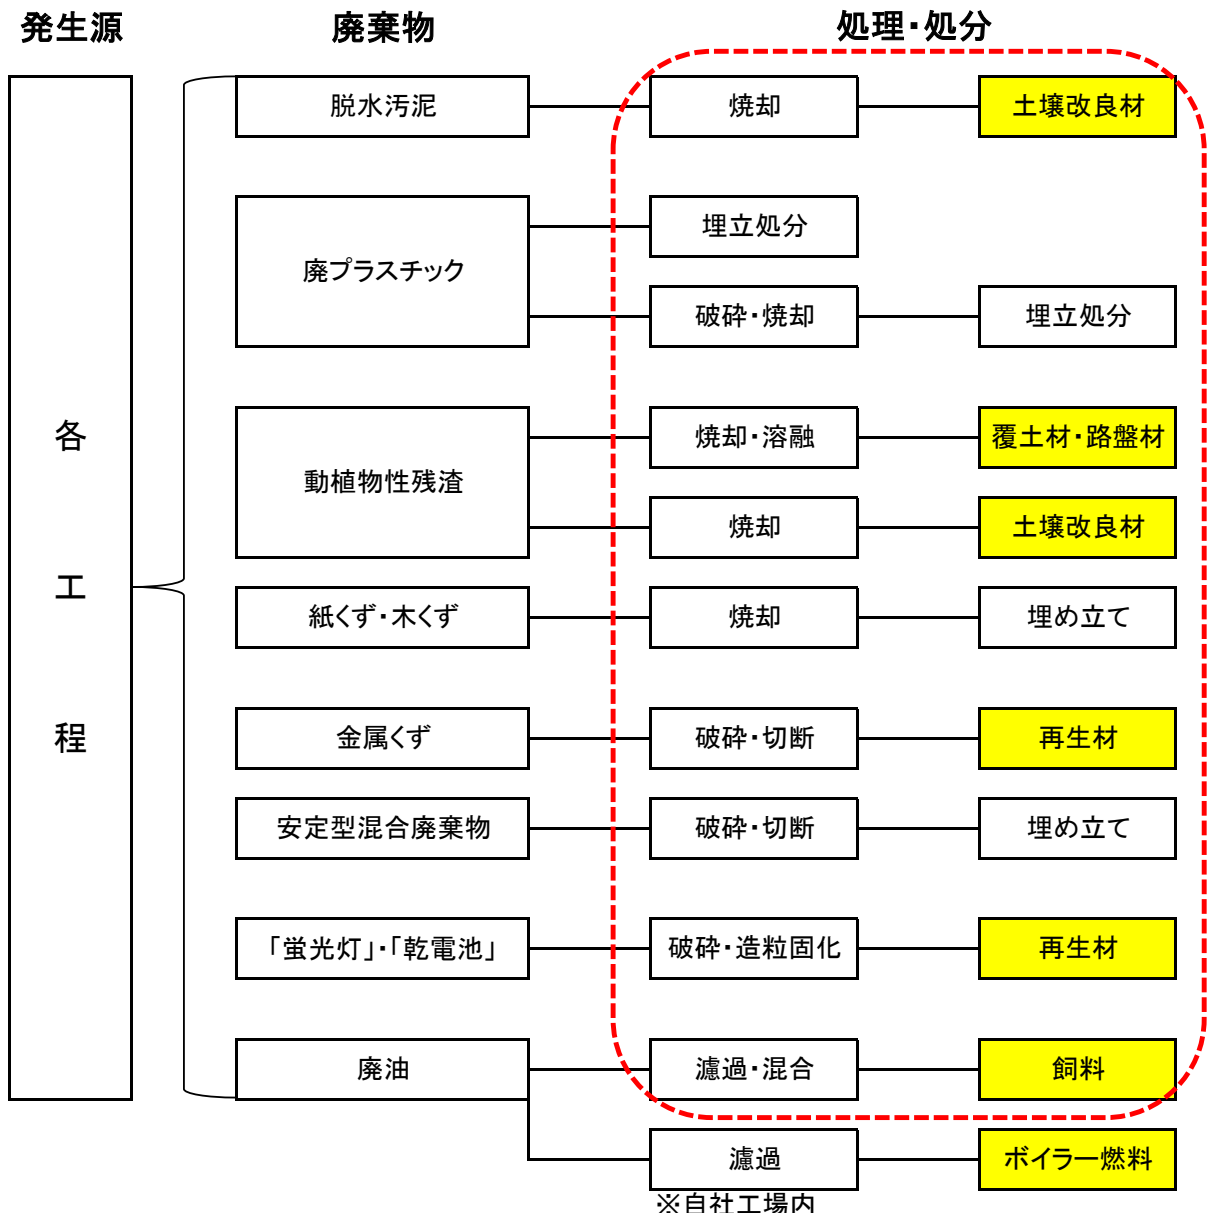 発生源 廃棄物 処理・処分
脱水汚泥 焼却 土壌改良材
埋立処分
廃プラスチック
破砕・焼却 埋立処分
各
工
程
焼却・溶融 覆土材・路盤材
動植物性残渣
焼却 土壌改良材
紙くず・木くず 焼却 埋め立て
金属くず 破砕・切断 再生材
安定型混合廃棄物 破砕・切断 埋め立て
「蛍光灯」・「乾電池」 破砕・造粒固化 再生材
廃油 濾過・混合 飼料
濾過 ボイラー燃料
※自社工場内